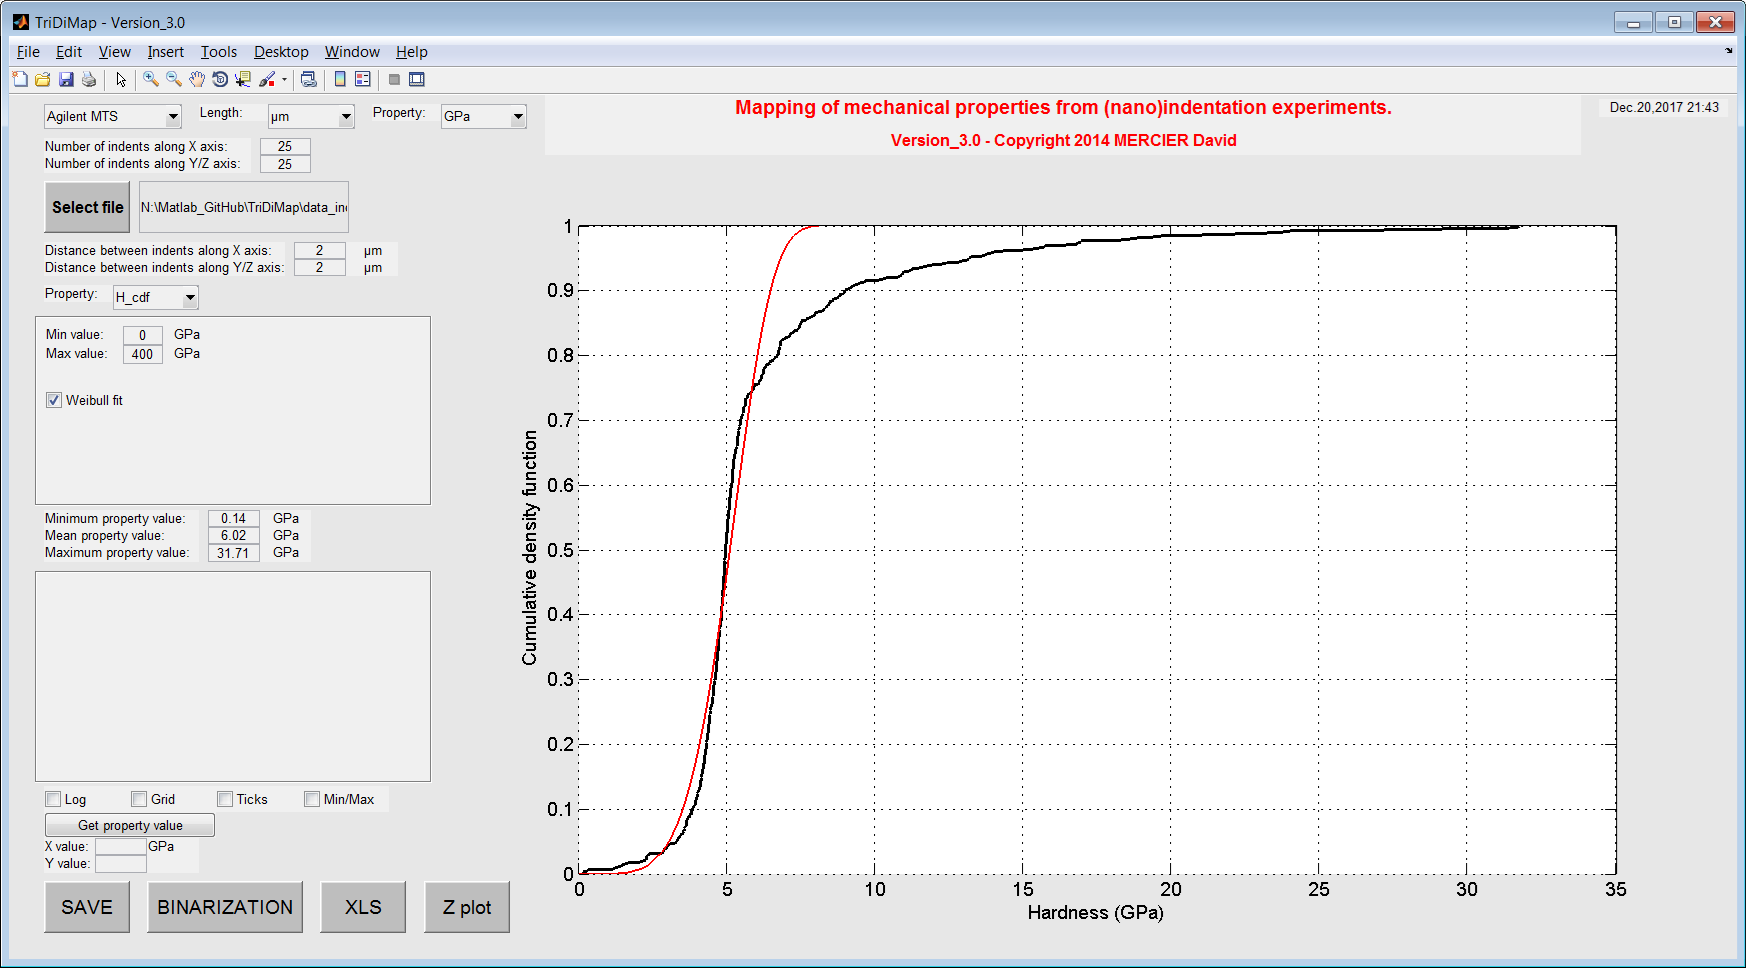 TriDiMap - Version_3.0
File Edit View Insert Tools Desktop Window Help
Agilent MTS Length: µm Property: GPa
Mapping of mechanical properties from (nano)indentation experiments.
Version_3.0 - Copyright 2014 MERCIER David
Dec.20,2017 21:43
Number of indents along X axis: 25
Number of indents along Y/Z axis: 25
Select file N:\Matlab_GitHub\TriDiMap\data_in
Distance between indents along X axis: 2 µm
Distance between indents along Y/Z axis: 2 µm
Property: H_cdf
Min value: 0 GPa
Max value: 400 GPa
Weibull fit
Minimum property value: 0.14 GPa
Mean property value: 6.02 GPa
Maximum property value: 31.71 GPa
Log Grid Ticks Min/Max
Get property value
X value: GPa
Y value:
SAVE BINARIZATION XLS Z plot
Cumulative density function
1
0.9
0.8
0.7
0.6
0.5
0.4
0.3
0.2
0.1
0
0 5 10 15 20 25 30 35
Hardness (GPa)